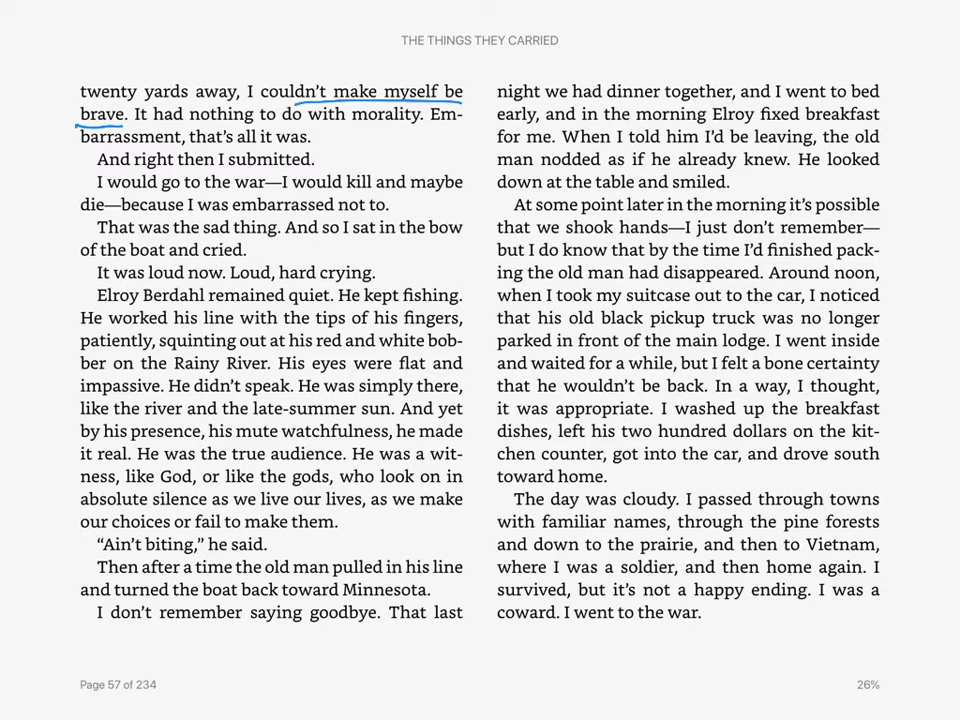 THE THINGS THEY CARRIED
twenty yards away, I couldn't make myself be
brave. It had nothing to do with morality. Em-
barrassment, that's all it was.
And right then I submitted.
I would go to the war—I would kill and maybe
die—because I was embarrassed not to.
That was the sad thing. And so I sat in the bow
of the boat and cried.
It was loud now. Loud, hard crying.
Elroy Berdahl remained quiet. He kept fishing.
He worked his line with the tips of his fingers,
patiently, squinting out at his red and white bob-
ber on the Rainy River. His eyes were flat and
impassive. He didn't speak. He was simply there,
like the river and the late-summer sun. And yet
by his presence, his mute watchfulness, he made
it real. He was the true audience. He was a wit-
ness, like God, or like the gods, who look on in
absolute silence as we live our lives, as we make
our choices or fail to make them.
“Ain't biting,” he said.
Then after a time the old man pulled in his line
and turned the boat back toward Minnesota.
I don't remember saying goodbye. That last
night we had dinner together, and I went to bed
early, and in the morning Elroy fixed breakfast
for me. When I told him I'd be leaving, the old
man nodded as if he already knew. He looked
down at the table and smiled.
At some point later in the morning it's possible
that we shook hands—I just don't remember—
but I do know that by the time I'd finished pack-
ing the old man had disappeared. Around noon,
when I took my suitcase out to the car, I noticed
that his old black pickup truck was no longer
parked in front of the main lodge. I went inside
and waited for a while, but I felt a bone certainty
that he wouldn't be back. In a way, I thought,
it was appropriate. I washed up the breakfast
dishes, left his two hundred dollars on the kit-
chen counter, got into the car, and drove south
toward home.
The day was cloudy. I passed through towns
with familiar names, through the pine forests
and down to the prairie, and then to Vietnam,
where I was a soldier, and then home again. I
survived, but it's not a happy ending. I was a
coward. I went to the war.
Page 57 of 234
26%